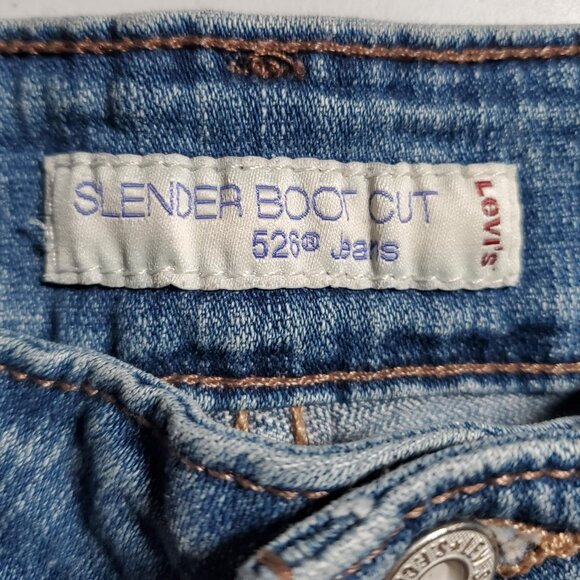 SLENDER BOOT CUT
526® Jeans
Levi's